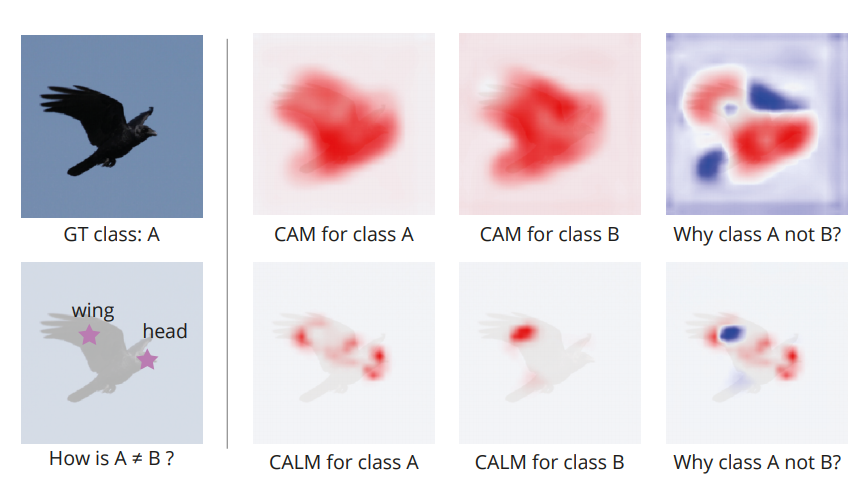 GT class: A
CAM for class A
CAM for class B
Why class A not B?
wing
head
How is A ≠ B ?
CALM for class A
CALM for class B
Why class A not B?